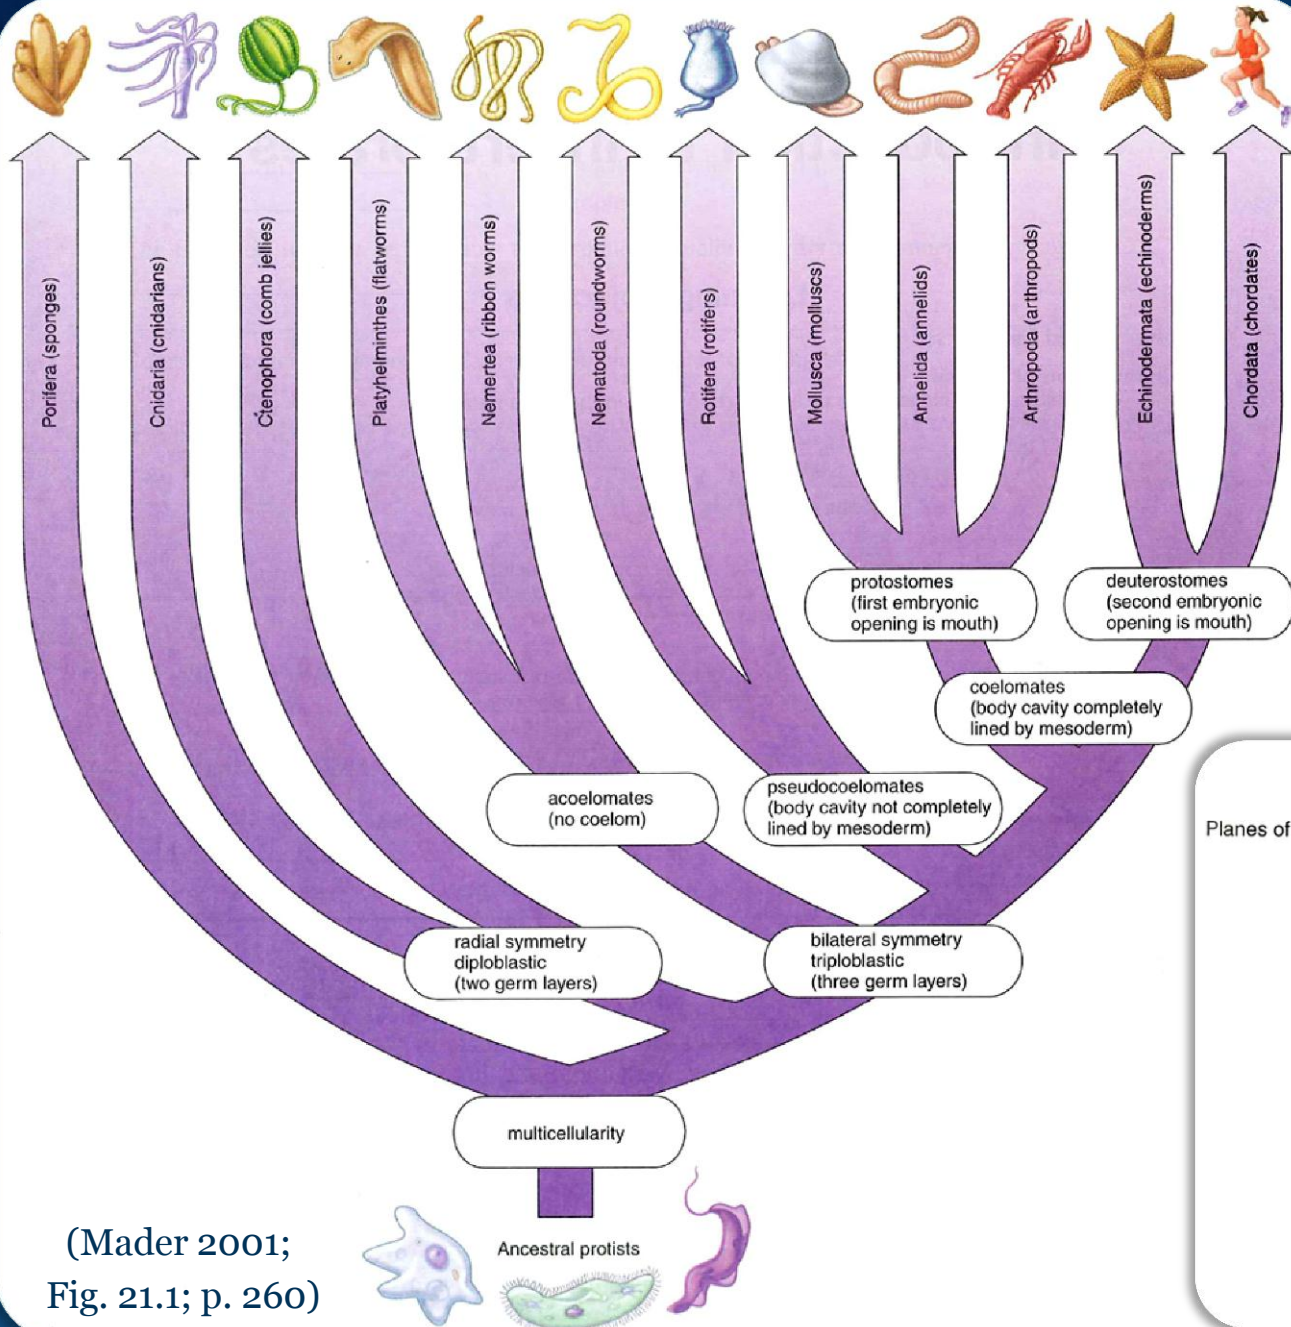 Porifera (sponges)
Cnidaria (cnidarians)
Ctenophora (comb jellies)
Platyhelminthes (flatworms)
Nemertea (ribbon worms)
Nematoda (roundworms)
Rotifera (rotifers)
Mollusca (molluscs)
Annelida (annelids)
Arthropoda (arthropods)
Echinodermata (echinoderms)
Chordata (chordates)
protostomes
(first embryonic
opening is mouth)
deuterostomes
(second embryonic
opening is mouth)
coelomates
(body cavity completely
lined by mesoderm)
acoelomates
(no coelom)
pseudocoelomates
(body cavity not completely
lined by mesoderm)
Planes of
radial symmetry
diploblastic
(two germ layers)
bilateral symmetry
triploblastic
(three germ layers)
multicellularity
Ancestral protists
(Mader 2001;
Fig. 21.1; p. 260)